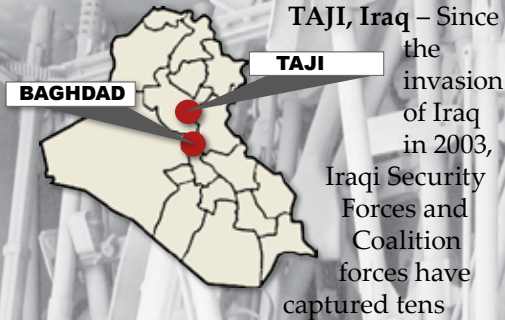 TAJI, Iraq – Since
the
invasion
of Iraq
in 2003,
Iraqi Security
Forces and
Coalition
forces have
captured tens
TAJI
BAGHDAD